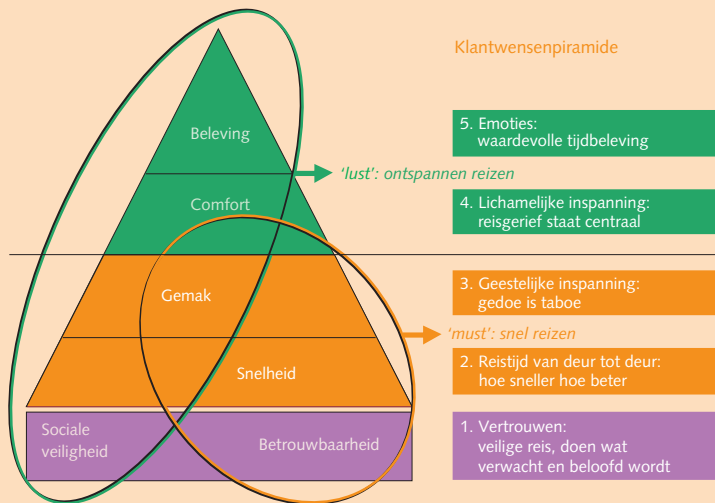 Klantwensenpiramide
Beleving
Comfort
Gemak
Snelheid
Sociale
veiligheid
Betrouwbaarheid
'lust': ontspannen reizen
'must': snel reizen
5. Emoties:
waardevolle tijdbeleving
4. Lichamelijke inspanning:
reisgerief staat centraal
3. Geestelijke inspanning:
gedoe is taboe
2. Reistijd van deur tot deur:
hoe sneller hoe beter
1. Vertrouwen:
veilige reis, doen wat
verwacht en beloofd wordt